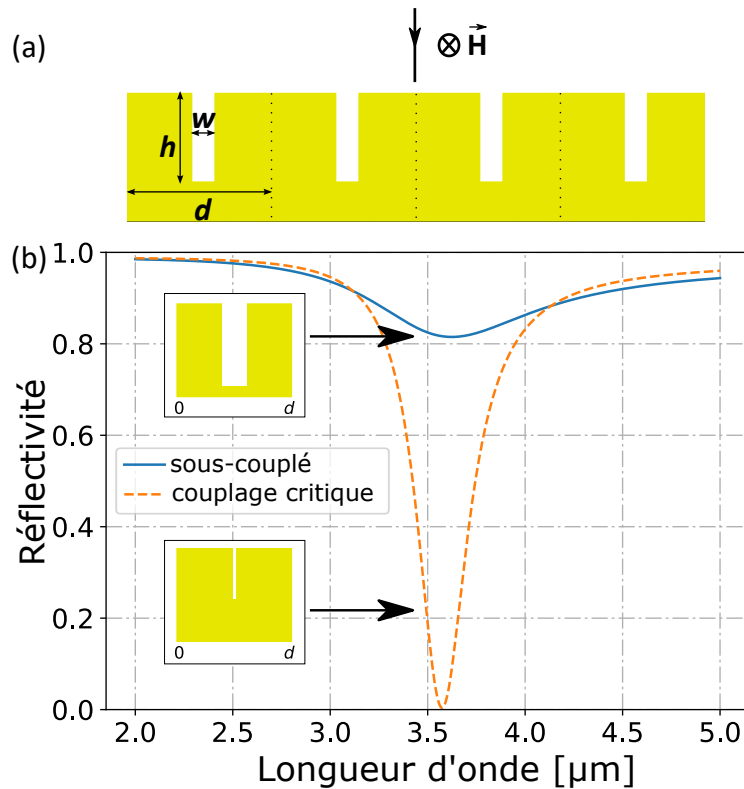 (a)
⊗ H
w
h
d
(b)
1.0
0.8
0.6
0.4
0.2
0.0
Réflectivité
0 d
sous-couplé
couplage critique
0 d
2.0 2.5 3.0 3.5 4.0 4.5 5.0
Longueur d'onde [μm]